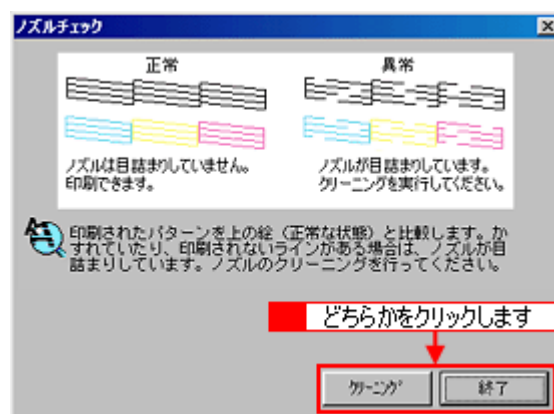 ノズルチェック
正常
異常
ノズルは目詰まりしていません。
印刷できます。
ノズルが目詰まりしています。
クリーニングを実行してください。
印刷されたパターンを上の絵（正常な状態）と比較します。か
すれていたり、印刷されないラインがある場合は、ノズルが目
詰まりしています。ノズルのクリーニングを行ってください。
どちらかをクリックします
クリーニング
終了